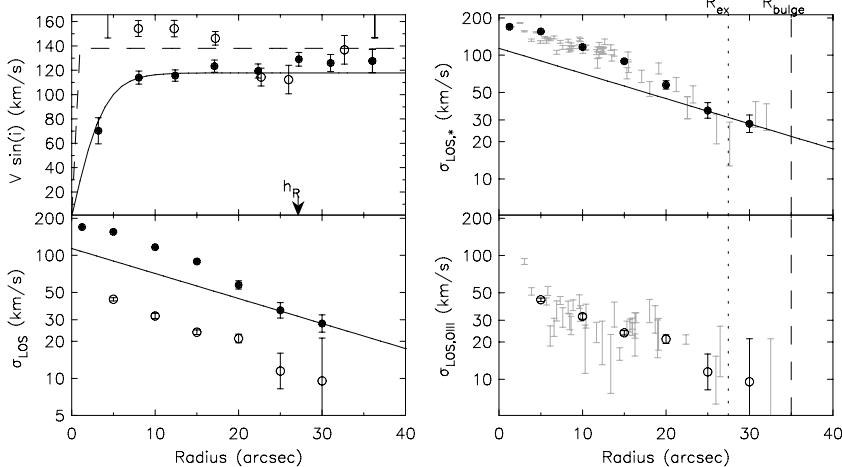 R_ex R_bulge
160
140
120
100
80
60
40
20
V sin(i) (km/s)
h_R
200
100
50
30
20
10
5
σ_LOS (km/s)
0 10 20 30 40
Radius (arcsec)
200
100
50
30
20
10
σ_LOS,* (km/s)
200
100
50
30
20
10
σ_LOS,OIII (km/s)
0 10 20 30 40
Radius (arcsec)